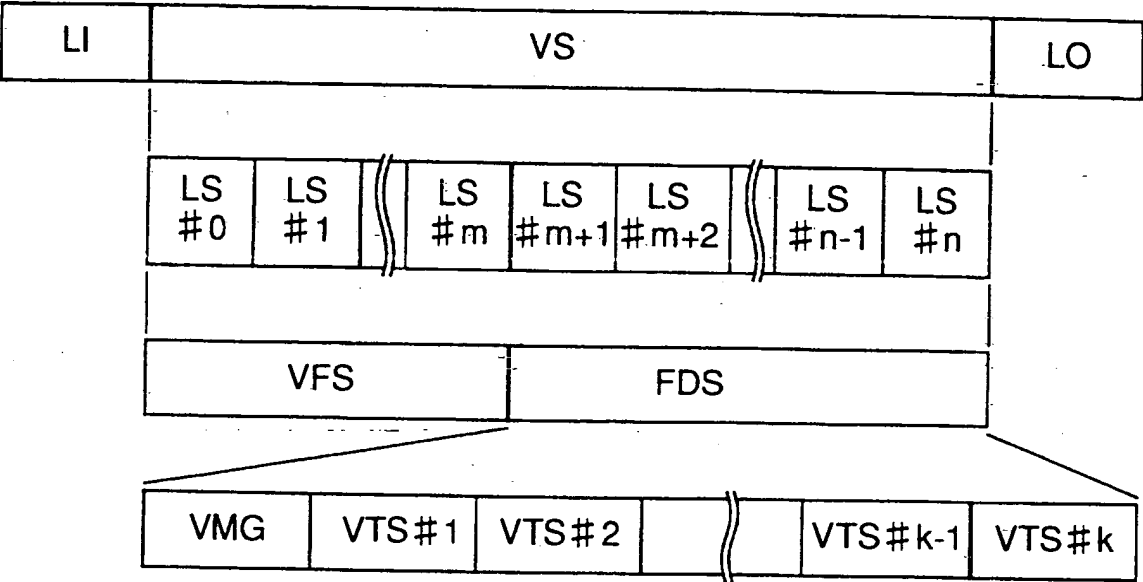 LI VS LO
LS LS LS LS LS LS LS
#0 #1 #m #m+1 #m+2 #n-1 #n
VFS FDS
VMG VTS#1 VTS#2 VTS#k-1 VTS#k